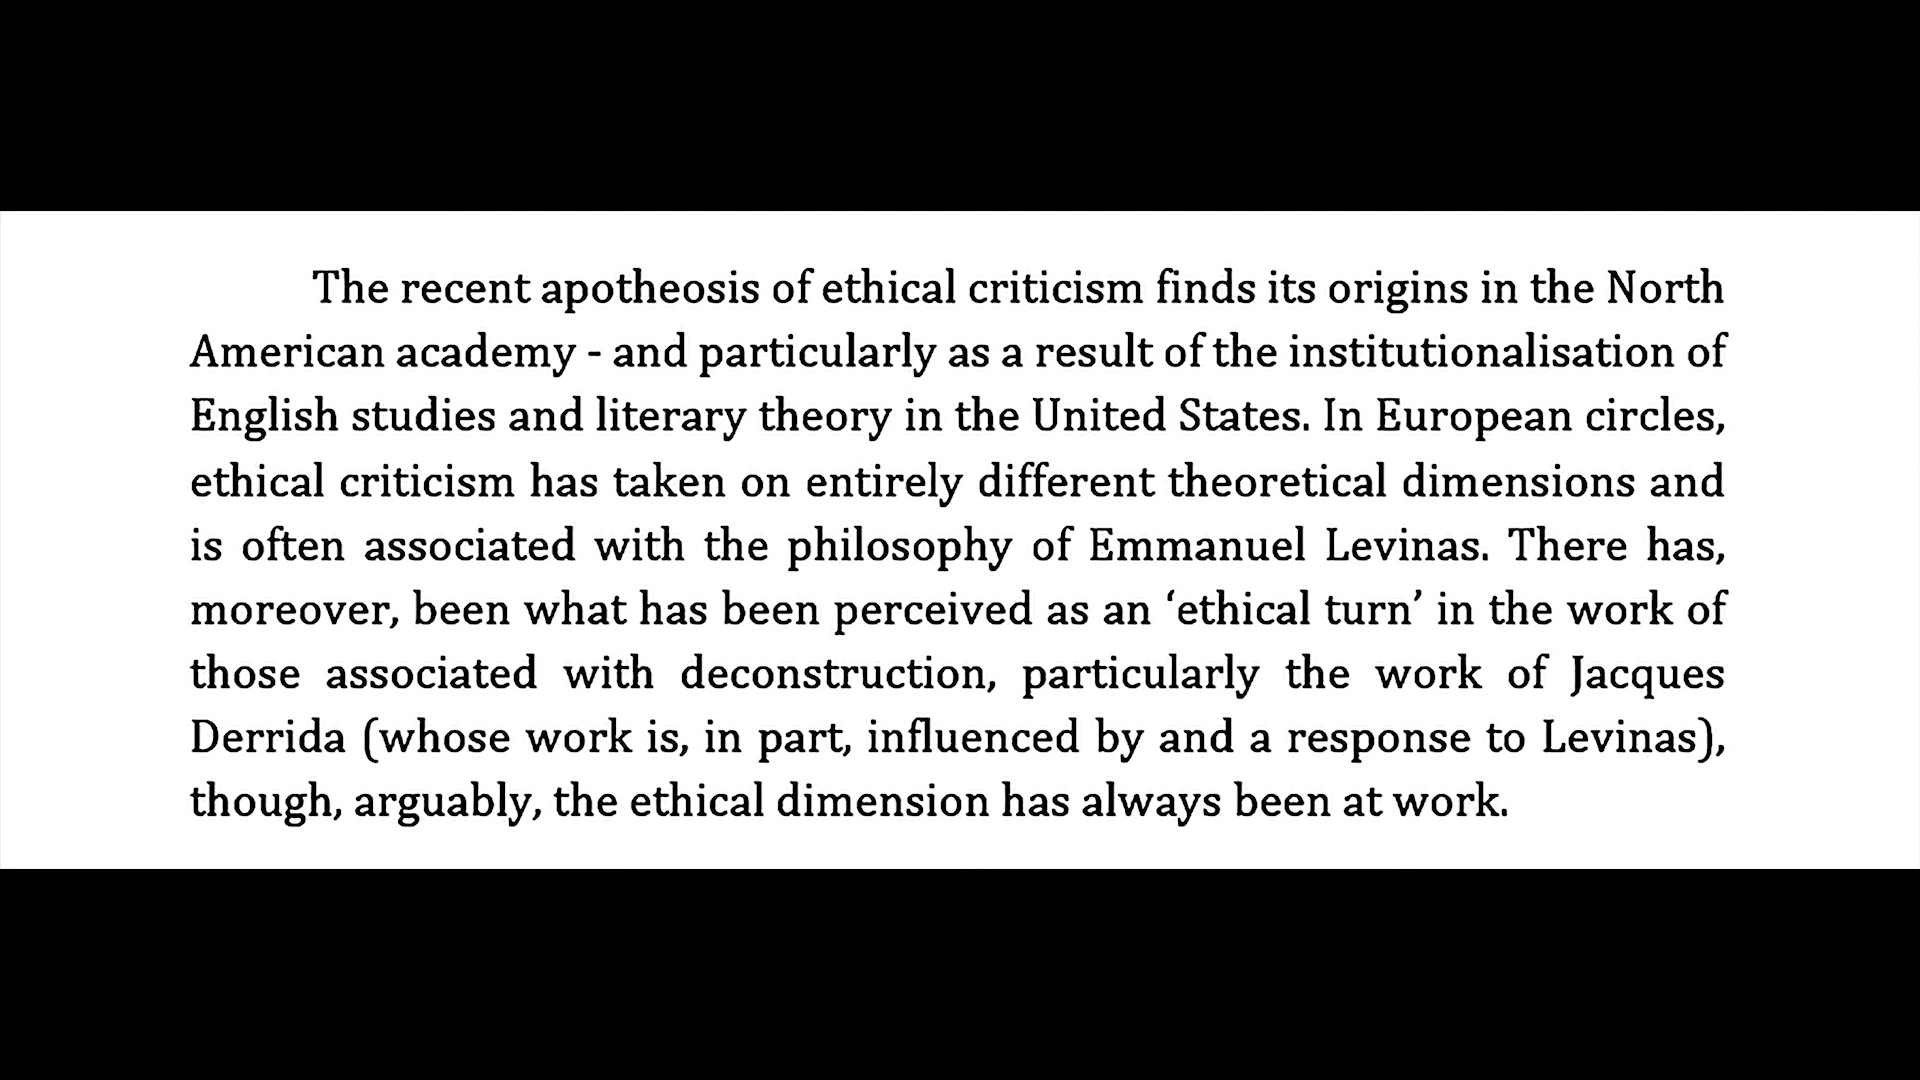 The recent apotheosis of ethical criticism finds its origins in the North
American academy - and particularly as a result of the institutionalisation of
English studies and literary theory in the United States. In European circles,
ethical criticism has taken on entirely different theoretical dimensions and
is often associated with the philosophy of Emmanuel Levinas. There has,
moreover, been what has been perceived as an ‘ethical turn’ in the work of
those associated with deconstruction, particularly the work of Jacques
Derrida (whose work is, in part, influenced by and a response to Levinas),
though, arguably, the ethical dimension has always been at work.